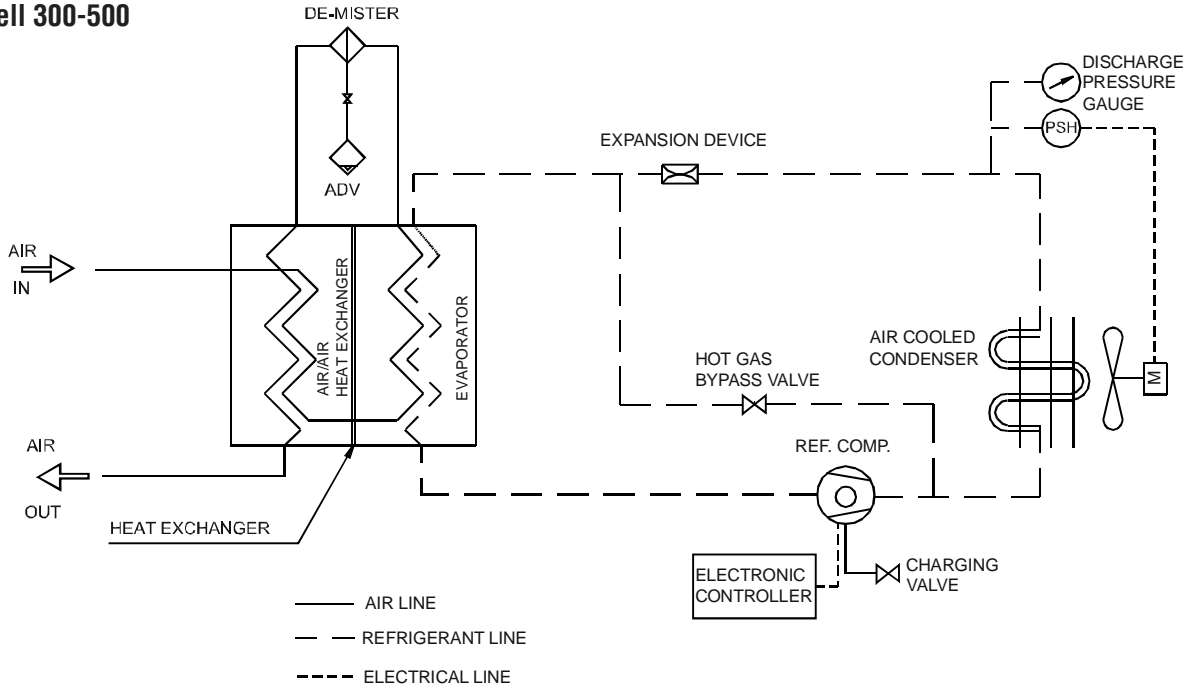 ell 300-500
DE-MISTER
DISCHARGE
PRESSURE
GAUGE
PSH
EXPANSION DEVICE
ADV
AIR
IN
AIR/AIR
HEAT EXCHANGER
EVAPORATOR
AIR COOLED
CONDENSER
M
HOT GAS
BYPASS VALVE
AIR
OUT
REF. COMP.
HEAT EXCHANGER
ELECTRONIC
CONTROLLER
CHARGING
VALVE
AIR LINE
REFRIGERANT LINE
ELECTRICAL LINE